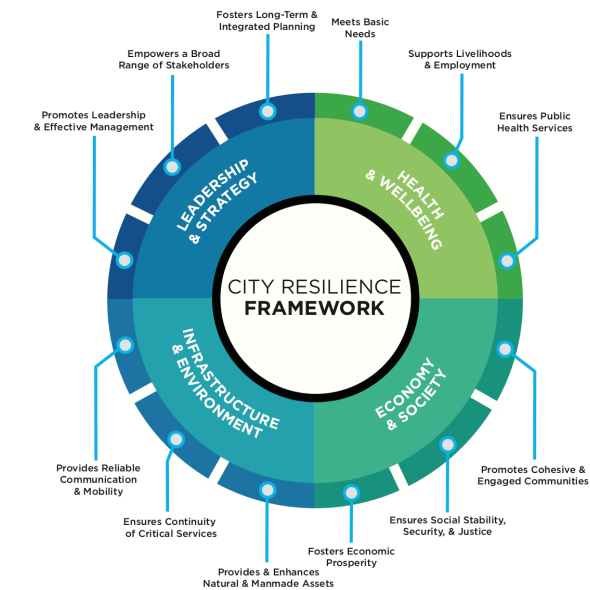 Fosters Long-Term &
Integrated Planning
Meets Basic
Needs
Empowers a Broad
Range of Stakeholders
Supports Livelihoods
& Employment
Promotes Leadership
& Effective Management
Ensures Public
Health Services
LEADERSHIP
& STRATEGY
HEALTH
& WELLBEING
CITY RESILIENCE
FRAMEWORK
INFRASTRUCTURE
& ENVIRONMENT
ECONOMY
& SOCIETY
Provides Reliable
Communication
& Mobility
Promotes Cohesive &
Engaged Communities
Ensures Continuity
of Critical Services
Ensures Social Stability,
Security, & Justice
Fosters Economic
Prosperity
Provides & Enhances
Natural & Manmade Assets